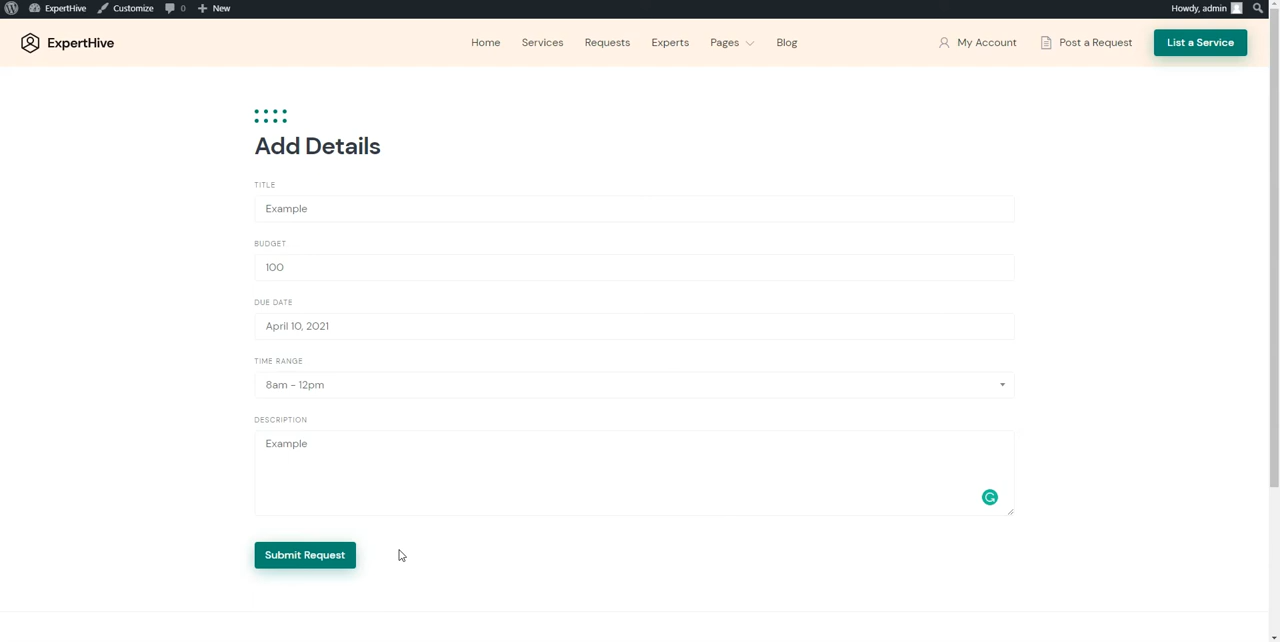 ExpertHive Customize 0 New Howdy, admin
ExpertHive Home Services Requests Experts Pages Blog My Account Post a Request List a Service
Add Details
TITLE
Example
BUDGET
100
DUE DATE
April 10, 2021
TIME RANGE
8am - 12pm
DESCRIPTION
Example
Submit Request